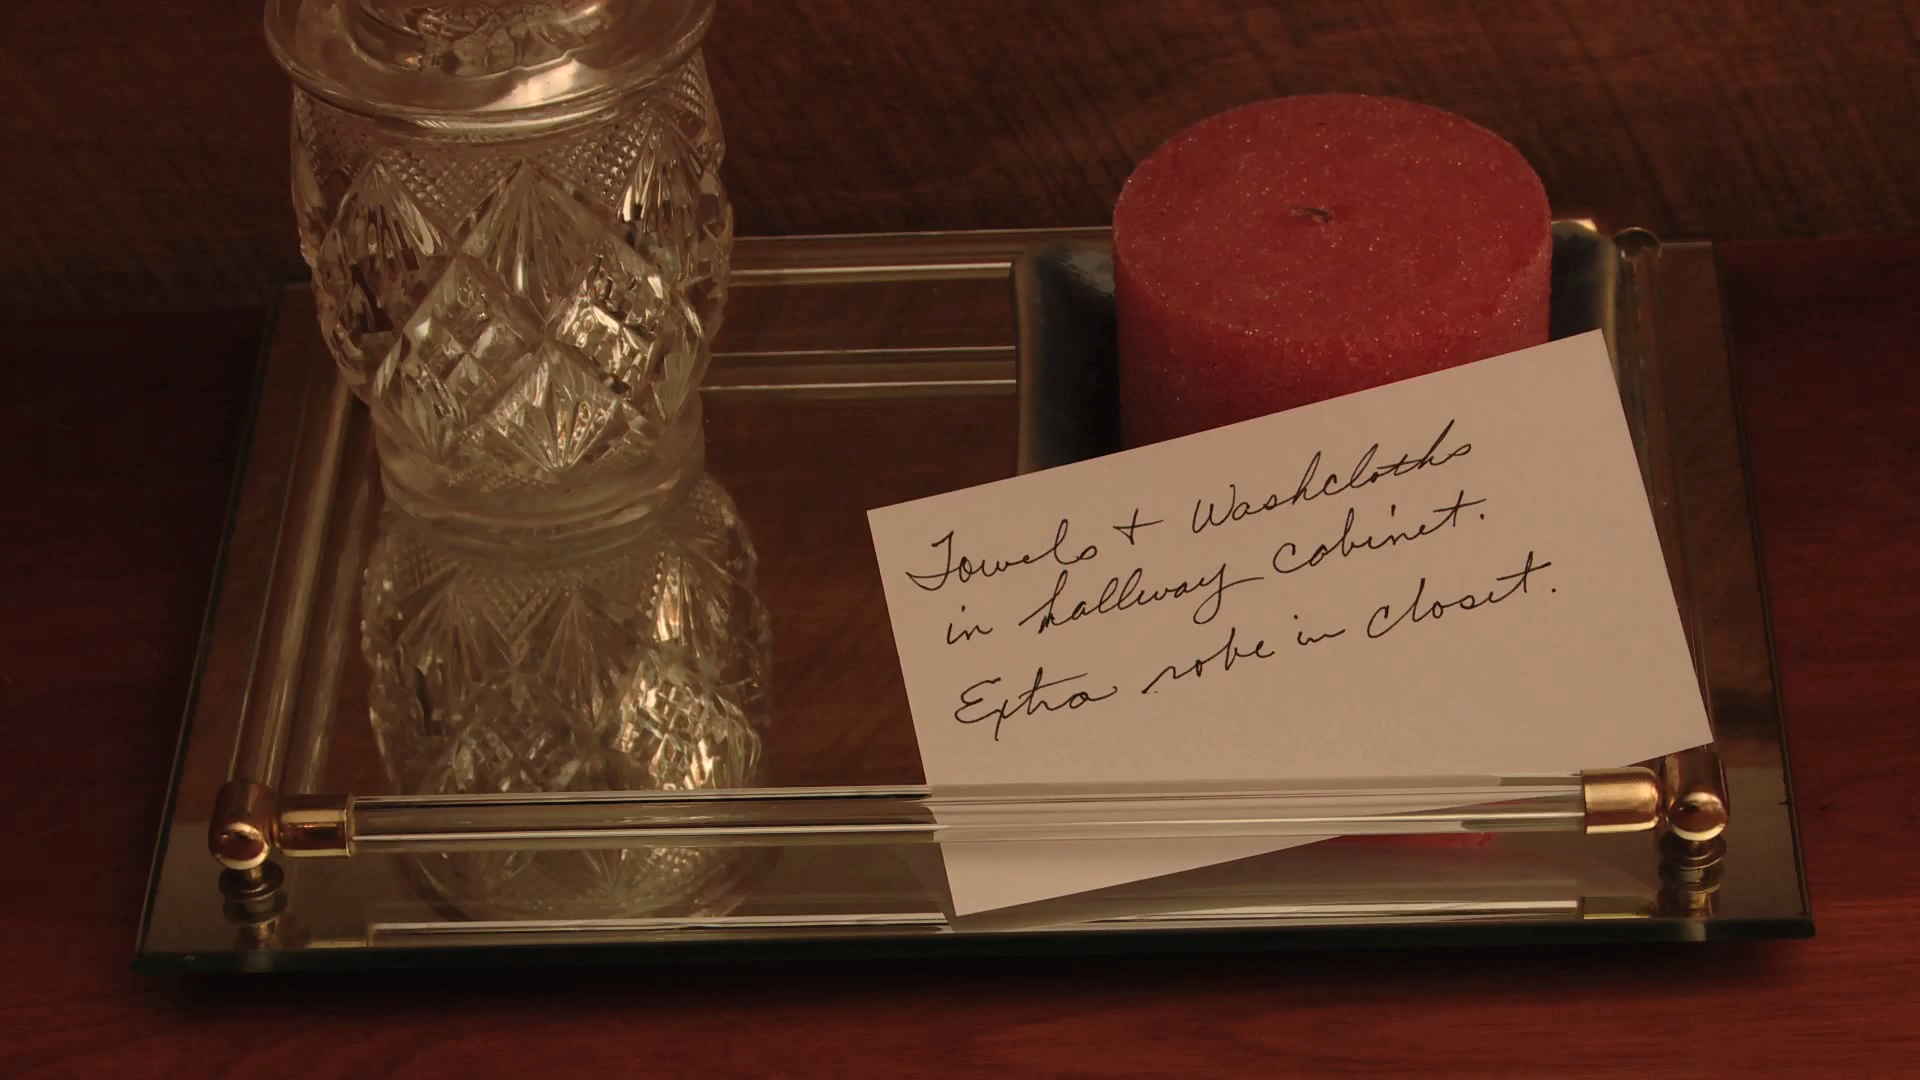 Towels + Washcloths
in hallway cabinet.
Extra robe in closet.